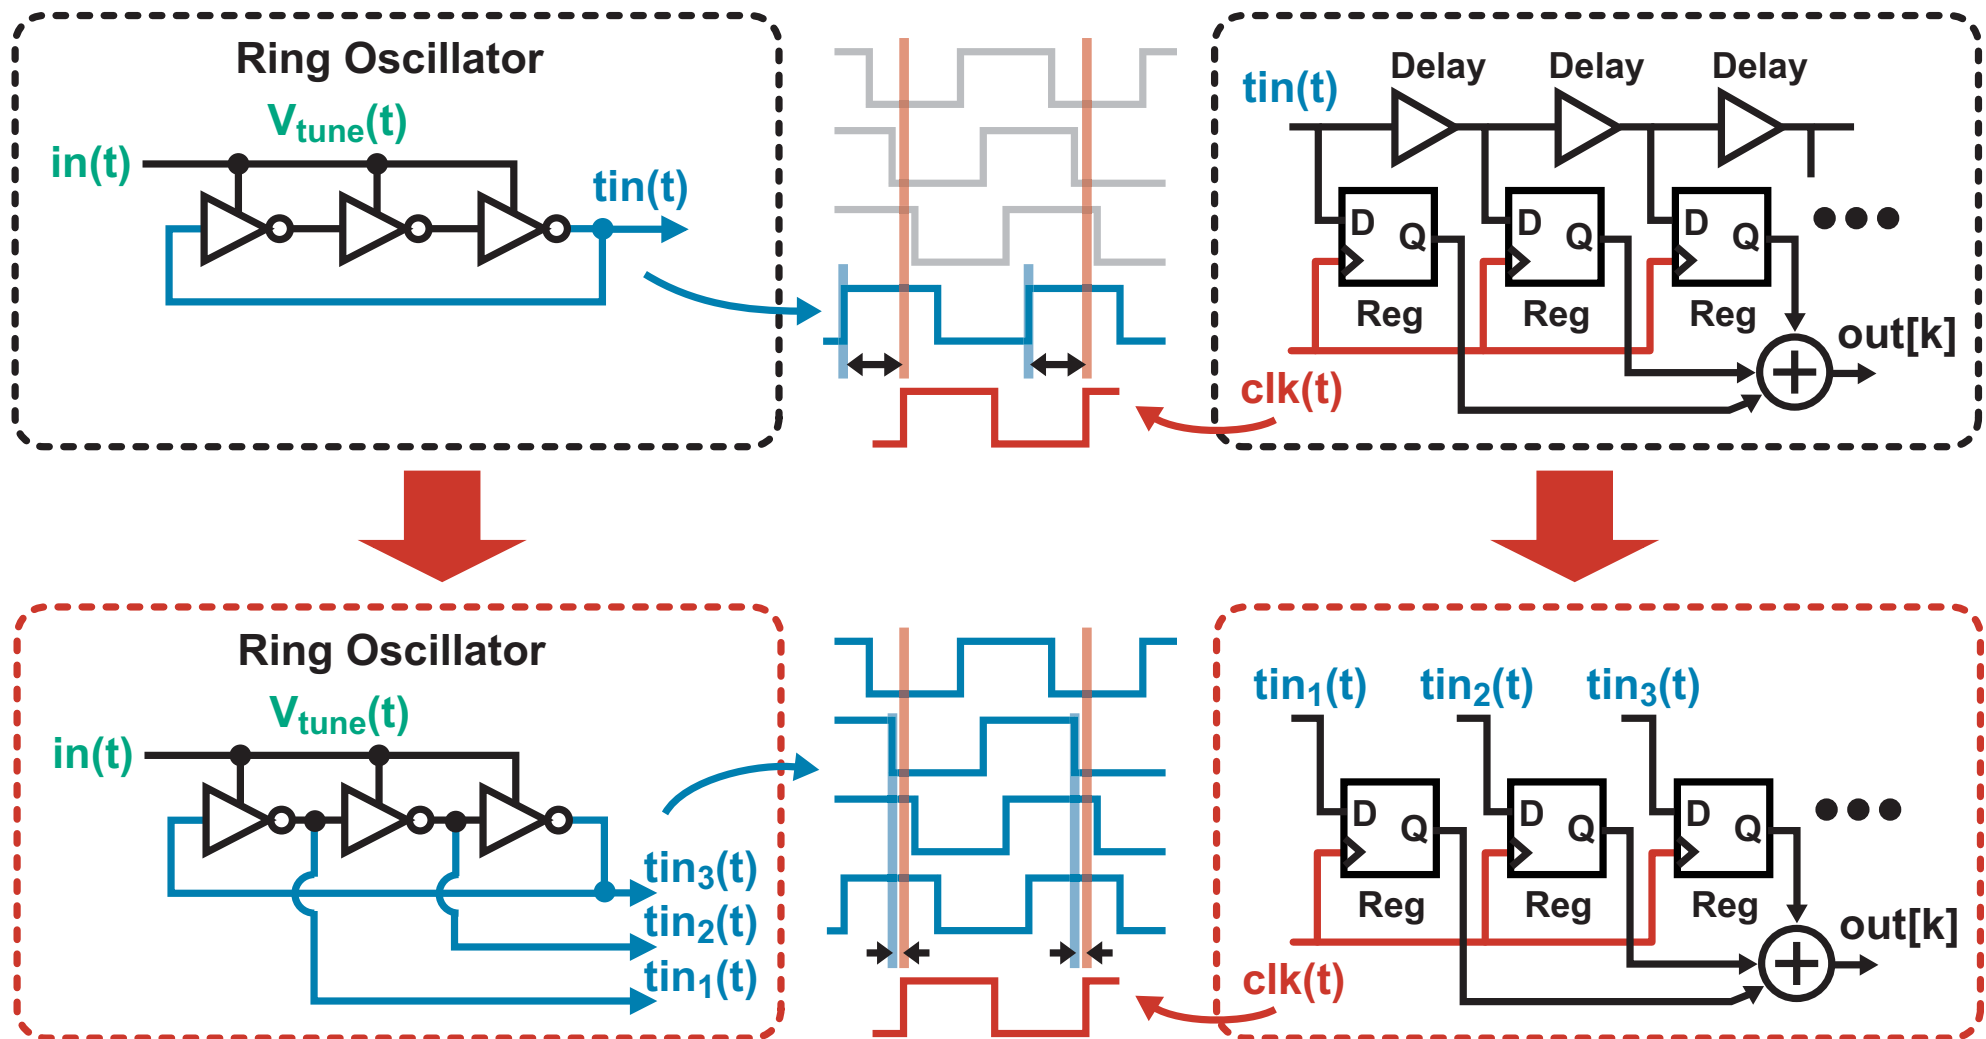 Ring Oscillator
Vtune(t)
in(t)
tin(t)
Delay Delay Delay
tin(t)
D Q D Q D Q
Reg Reg Reg
out[k]
clk(t)
Ring Oscillator
Vtune(t)
in(t)
tin3(t)
tin2(t)
tin1(t)
tin1(t) tin2(t) tin3(t)
D Q D Q D Q
Reg Reg Reg
out[k]
clk(t)